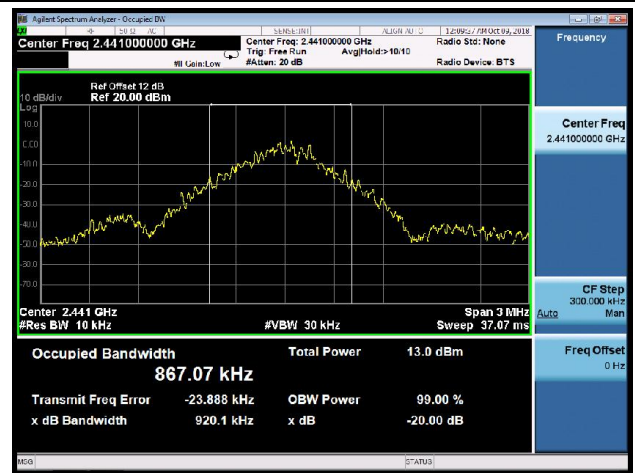 Agilent Spectrum Analyzer - Occupied BW
RF 50 Ω AC SENSE:INT ALIGN AUTO 12:09:27 AM Oct 09, 2018
Center Freq 2.441000000 GHz Center Freq: 2.441000000 GHz Radio Std: None Frequency
Trig: Free Run Avg|Hold:>10/10
#IF Gain:Low #Atten: 20 dB Radio Device: BTS
Ref Offset 12 dB
10 dB/div Ref 20.00 dBm
Log
10.0
0.00
-10.0
-20.0
-30.0
-40.0
-50.0
-60.0
-70.0
Center Freq
2.441000000 GHz
Center 2.441 GHz Span 3 MHz
#Res BW 10 kHz #VBW 30 kHz Sweep 37.07 ms
CF Step
300.000 kHz
Auto Man
Occupied Bandwidth Total Power 13.0 dBm
867.07 kHz
Transmit Freq Error -23.888 kHz OBW Power 99.00 %
x dB Bandwidth 920.1 kHz x dB -20.00 dB
Freq Offset
0 Hz
MSG STATUS